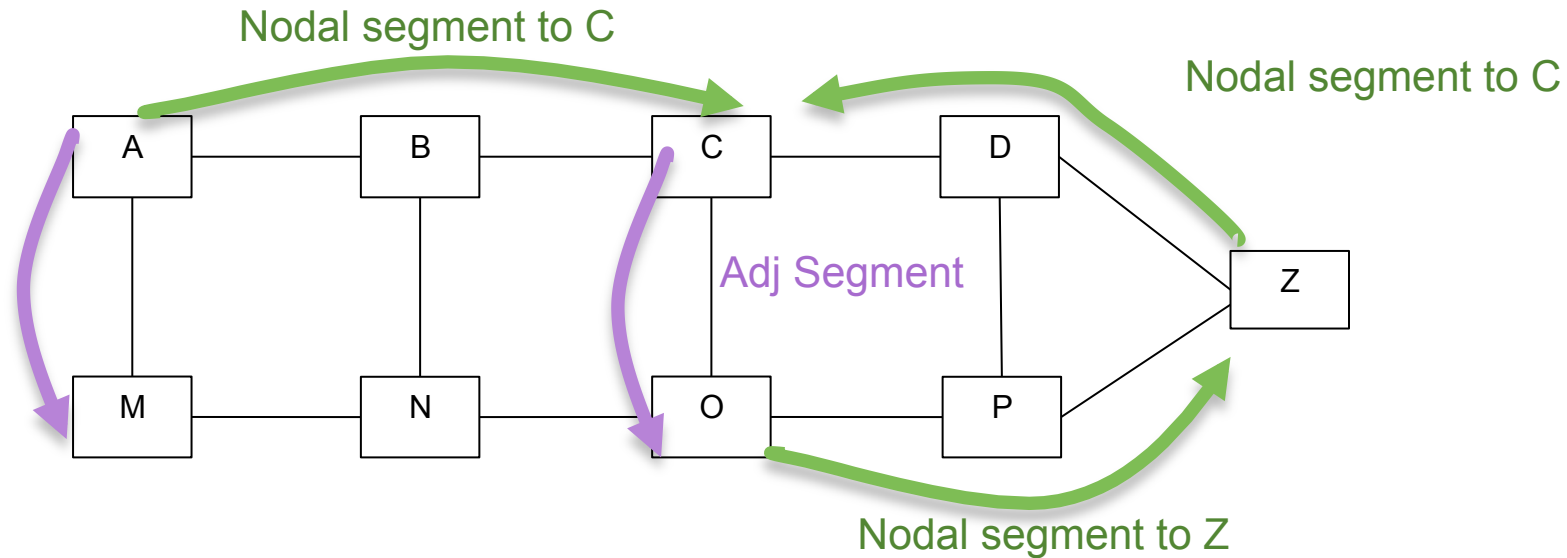 Nodal segment to C
Nodal segment to C
A
B
C
D
Adj Segment
Z
M
N
O
P
Nodal segment to Z